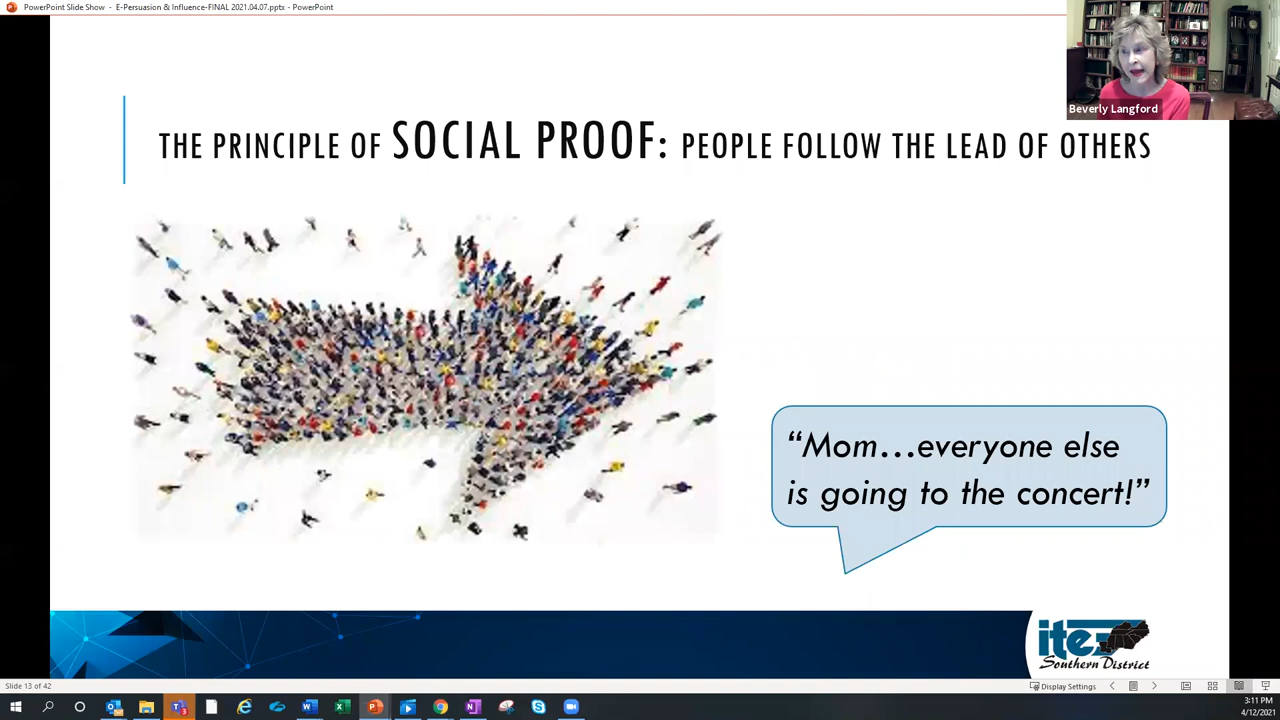 PowerPoint Slide Show - E-Persuasion & Influence-FINAL 2021.04.07.pptx - PowerPoint
Beverly Langford
THE PRINCIPLE OF SOCIAL PROOF: PEOPLE FOLLOW THE LEAD OF OTHERS
“Mom…everyone else
is going to the concert!”
ite
Southern District
Slide 13 of 42
Display Settings
3:11 PM
4/12/2021